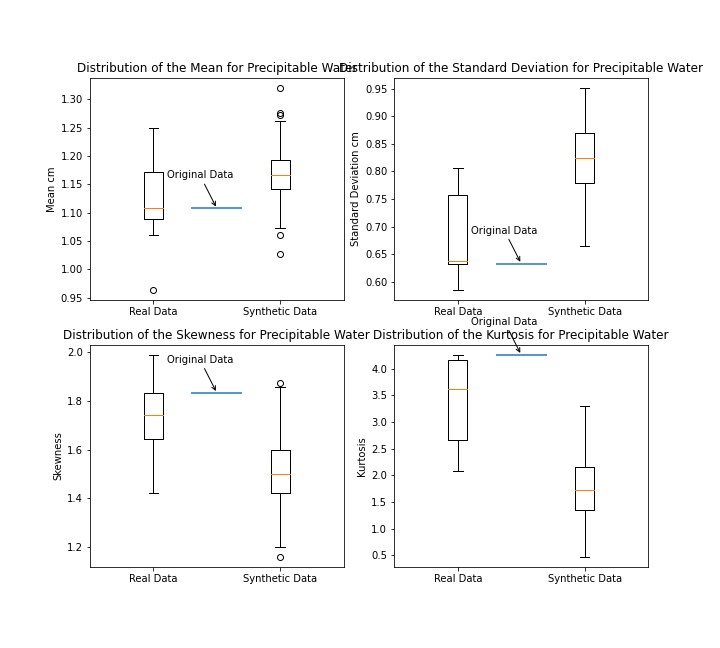 Distribution of the Mean for Precipitable Water
1.30
1.25
1.20
1.15
1.10
1.05
1.00
0.95
Mean cm
Original Data
Real Data
Synthetic Data
Distribution of the Standard Deviation for Precipitable Water
0.95
0.90
0.85
0.80
0.75
0.70
0.65
0.60
Standard Deviation cm
Original Data
Real Data
Synthetic Data
Distribution of the Skewness for Precipitable Water
2.0
1.8
1.6
1.4
1.2
Skewness
Original Data
Real Data
Synthetic Data
Distribution of the Kurtosis for Precipitable Water
4.0
3.5
3.0
2.5
2.0
1.5
1.0
0.5
Kurtosis
Original Data
Real Data
Synthetic Data